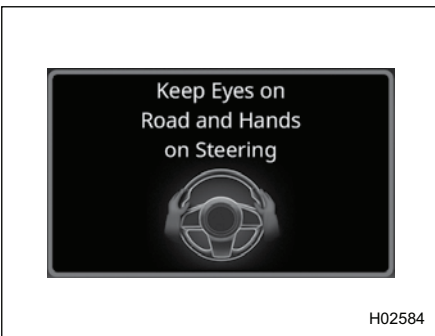 Keep Eyes on
Road and Hands
on Steering
H02584